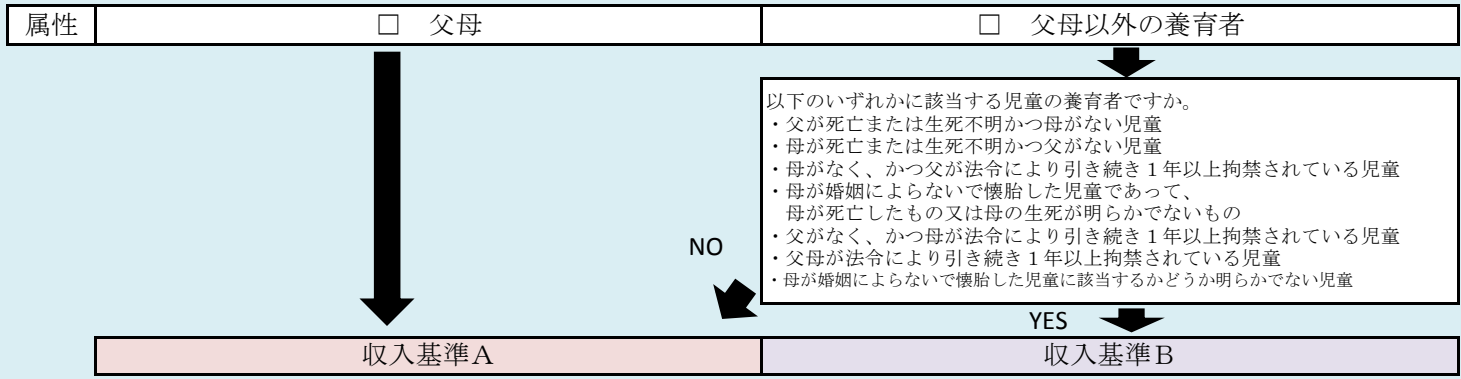 属性
□　父母
□　父母以外の養育者
以下のいずれかに該当する児童の養育者ですか。
・父が死亡または生死不明かつ母がない児童
・母が死亡または生死不明かつ父がない児童
・母がなく、かつ父が法令により引き続き１年以上拘禁されている児童
・母が婚姻によらないで懐胎した児童であって、
母が死亡したもの又は母の生死が明らかでないもの
・父がなく、かつ母が法令により引き続き１年以上拘禁されている児童
・父母が法令により引き続き１年以上拘禁されている児童
・母が婚姻によらないで懐胎した児童に該当するかどうか明らかでない児童
NO
YES
収入基準Ａ
収入基準Ｂ